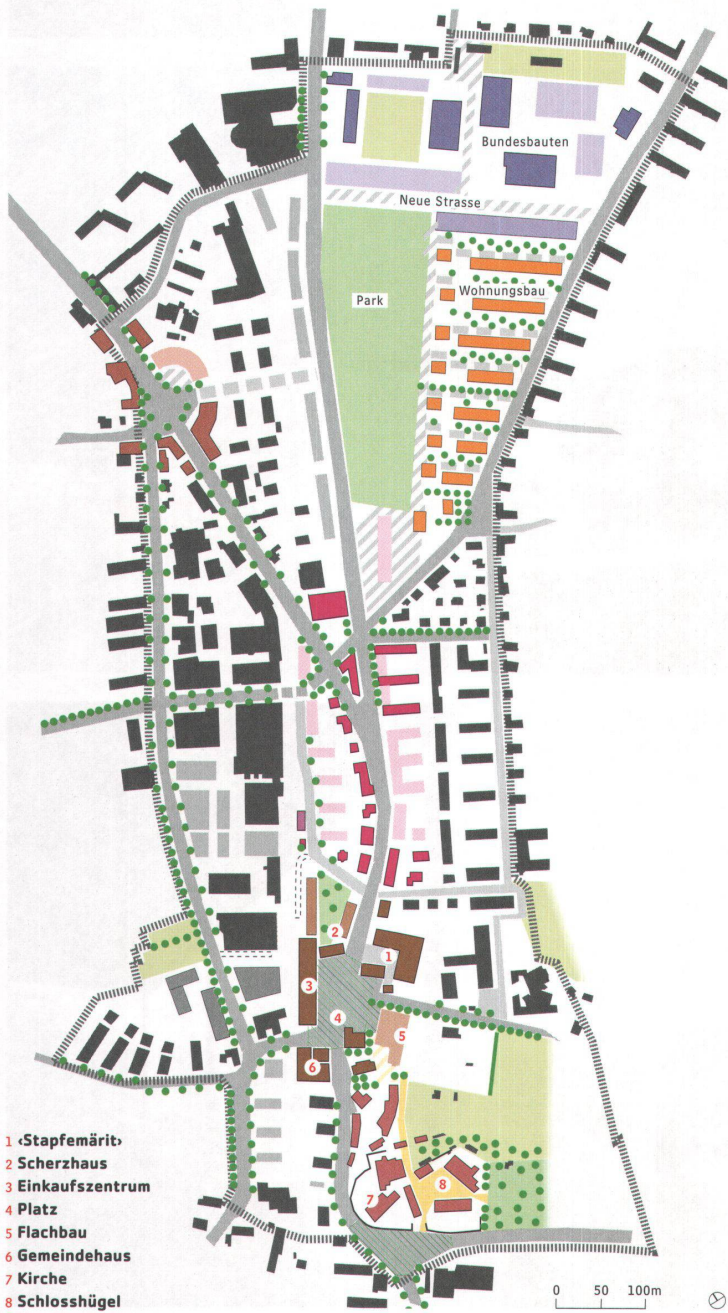 Bundesbauten
Neue Strasse
Park
Wohnungsbau
2
1
3
4
5
6
7
8
1 ‹Stapfemärit›
2 Scherzhaus
3 Einkaufszentrum
4 Platz
5 Flachbau
6 Gemeindehaus
7 Kirche
8 Schlosshügel
0 50 100m